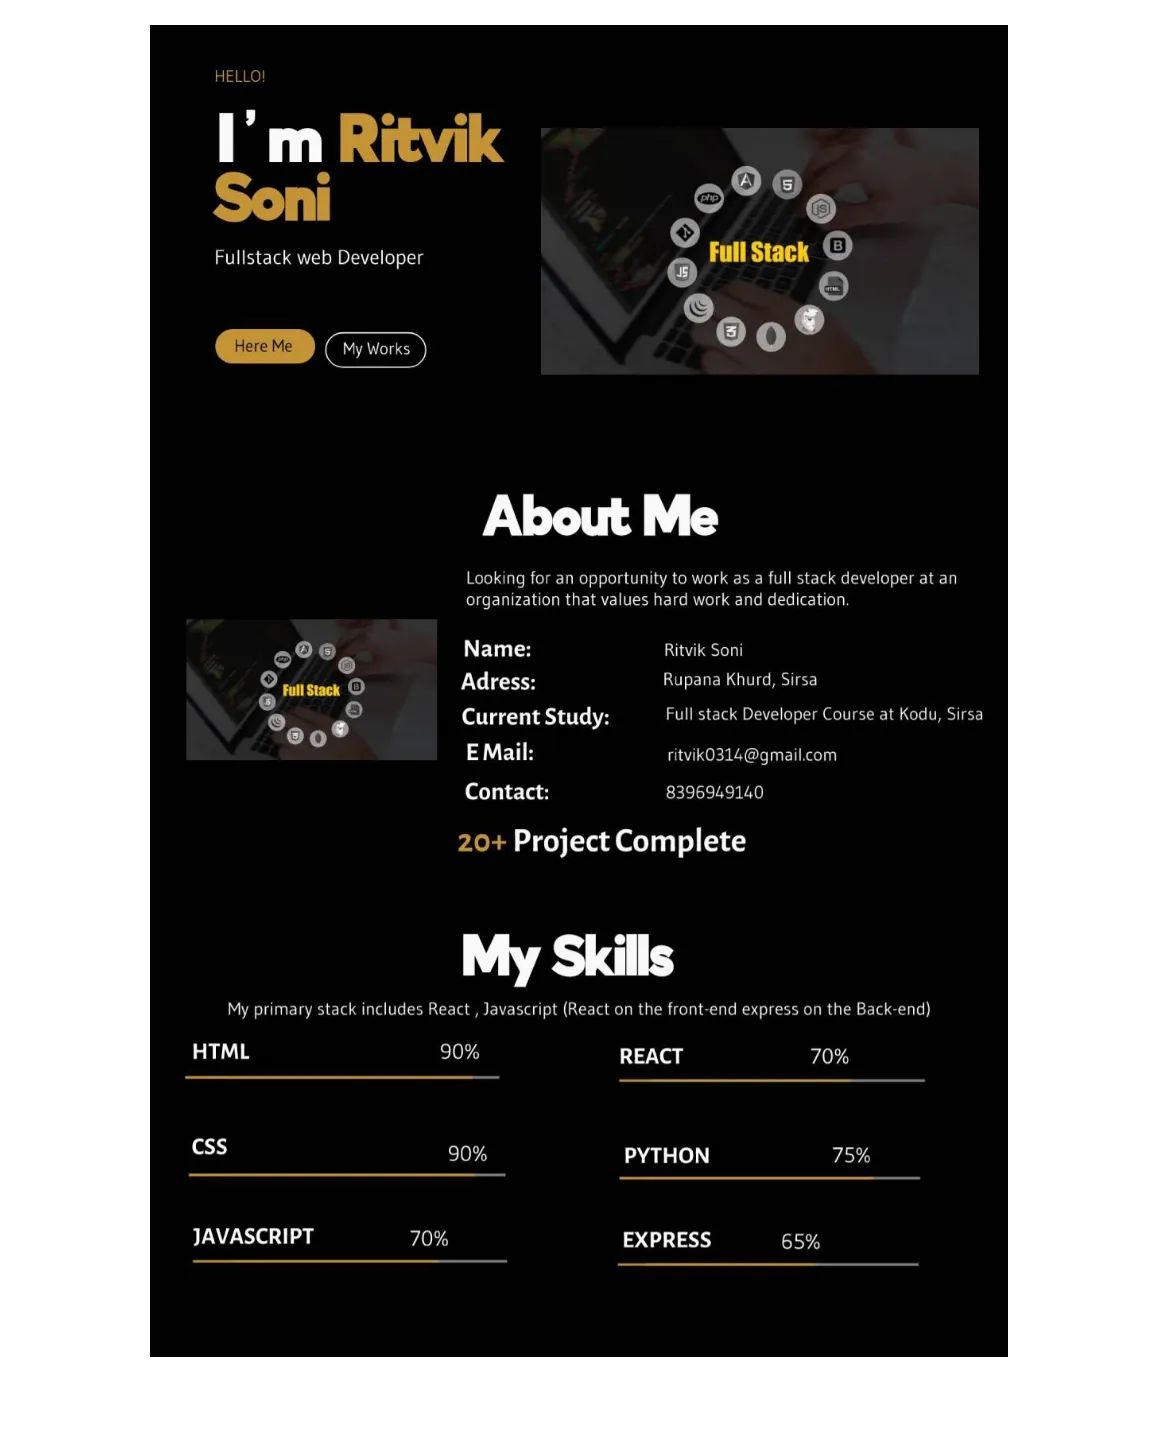 HELLO!
I'm Ritvik
Soni
Fullstack web Developer
Here Me
My Works
php
JS
B
HTML
JS
Full Stack
About Me
Looking for an opportunity to work as a full stack developer at an
organization that values hard work and dedication.
Full Stack
Name: Ritvik Soni
Adress: Rupana Khurd, Sirsa
Current Study: Full stack Developer Course at Kodu, Sirsa
E Mail: ritvik0314@gmail.com
Contact: 8396949140
20+ Project Complete
My Skills
My primary stack includes React , Javascript (React on the front-end express on the Back-end)
HTML 90%
REACT 70%
CSS 90%
PYTHON 75%
JAVASCRIPT 70%
EXPRESS 65%